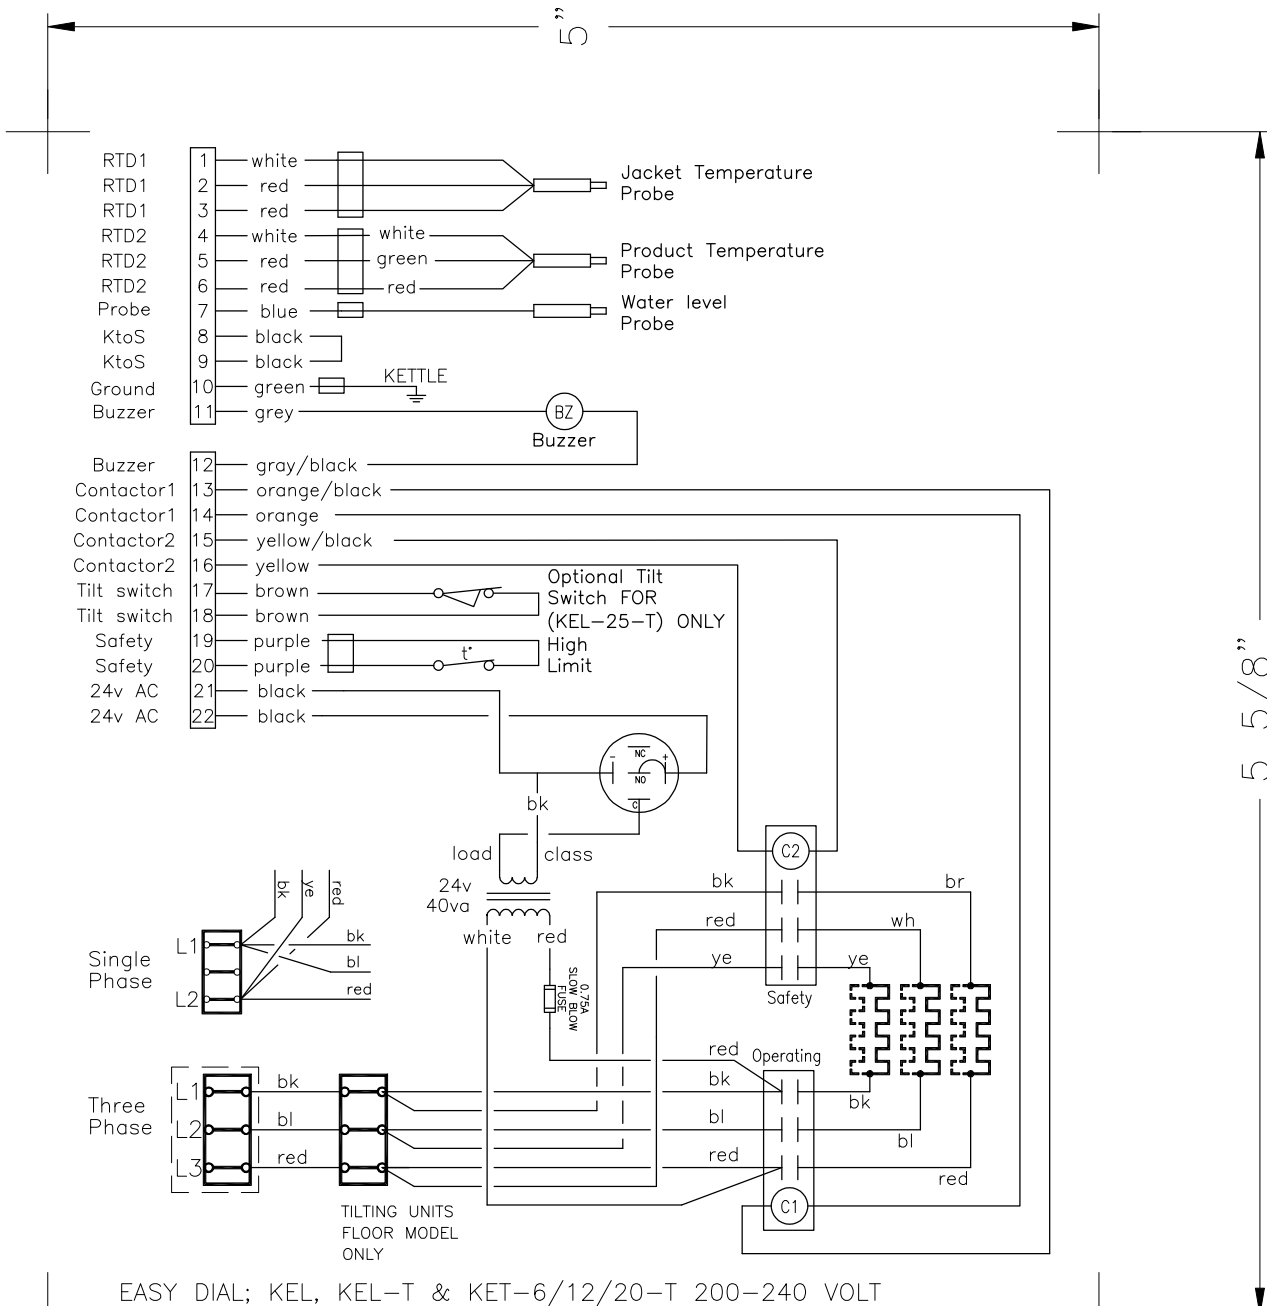 5"
RTD1 1 white
RTD1 2 red
RTD1 3 red
Jacket Temperature
Probe
RTD2 4 white white
RTD2 5 red green
RTD2 6 red red
Product Temperature
Probe
Probe 7 blue
Water level
Probe
KtoS 8 black
KtoS 9 black
Ground 10 green KETTLE
Buzzer 11 grey BZ
Buzzer
Buzzer 12 gray/black
Contactor1 13 orange/black
Contactor1 14 orange
Contactor2 15 yellow/black
Contactor2 16 yellow
Tilt switch 17 brown
Tilt switch 18 brown
Optional Tilt
Switch FOR
(KEL-25-T) ONLY
Safety 19 purple
Safety 20 purple t°
High
Limit
24v AC 21 black
24v AC 22 black
5 5/8"
NC
- +
NO
C
bk
load class
24v
40va
white red
0.75A
SLOW BLOW
FUSE
C2
bk br
red wh
ye ye
Safety
bk ye red
Single
Phase
L1 bk
bl
L2 red
Three
Phase
L1 bk
L2 bl
L3 red
TILTING UNITS
FLOOR MODEL
ONLY
red Operating
bk bk
bl bl
red red
C1
EASY DIAL; KEL, KEL-T & KET-6/12/20-T 200-240 VOLT